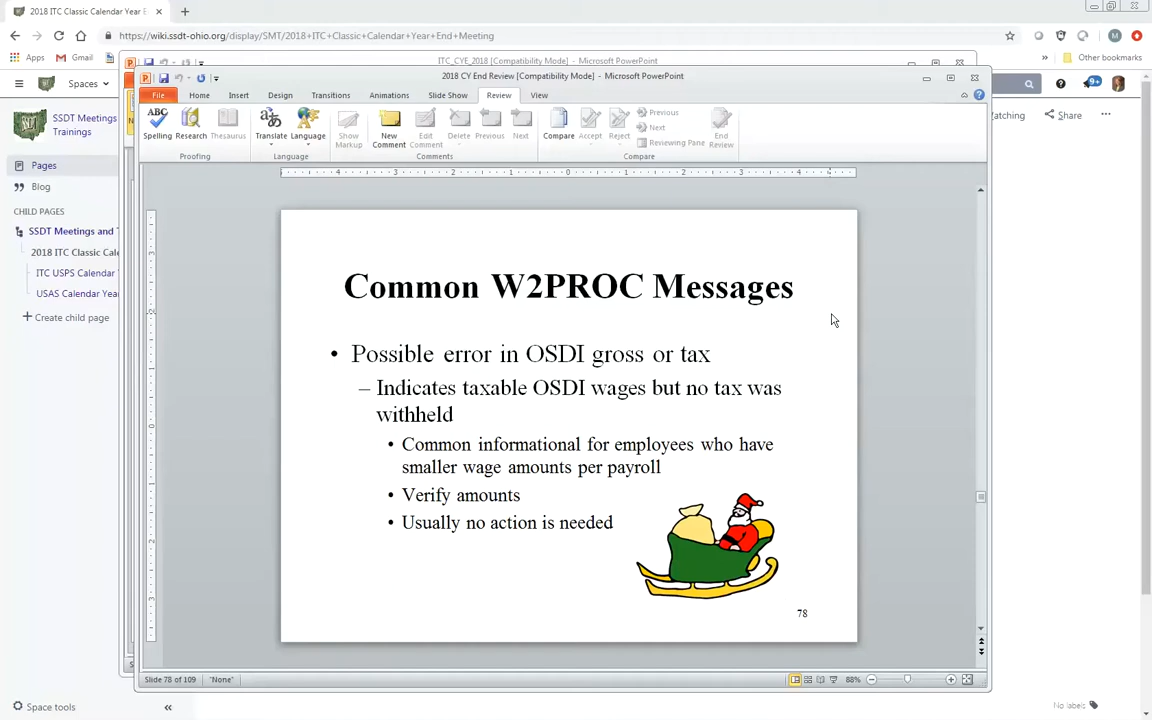 2018 ITC Classic Calendar Year E
https://wiki.ssdt-ohio.org/display/SMT/2018+ITC+Classic+Calendar+Year+End+Meeting
M
Apps
Gmail
Other bookmarks
ITC_CYE_2018 [Compatibility Mode] - Microsoft PowerPoint
2018 CY End Review [Compatibility Mode] - Microsoft PowerPoint
Spaces
9+
File
Home
Insert
Design
Transitions
Animations
Slide Show
Review
View
SSDT Meetings
Trainings
atching
Share
ABC
Spelling
Research
Thesaurus
Translate
Language
Show Markup
New Comment
Edit Comment
Delete
Previous
Next
Compare
Accept
Reject
Previous
Next
Reviewing Pane
End Review
Proofing
Language
Comments
Compare
Pages
Blog
CHILD PAGES
SSDT Meetings and T
2018 ITC Classic Cale
ITC USPS Calendar
USAS Calendar Yea
Create child page
Common W2PROC Messages
• Possible error in OSDI gross or tax
– Indicates taxable OSDI wages but no tax was
withheld
• Common informational for employees who have
smaller wage amounts per payroll
• Verify amounts
• Usually no action is needed
78
Slide 78 of 109
"None"
88%
Space tools
«
No labels